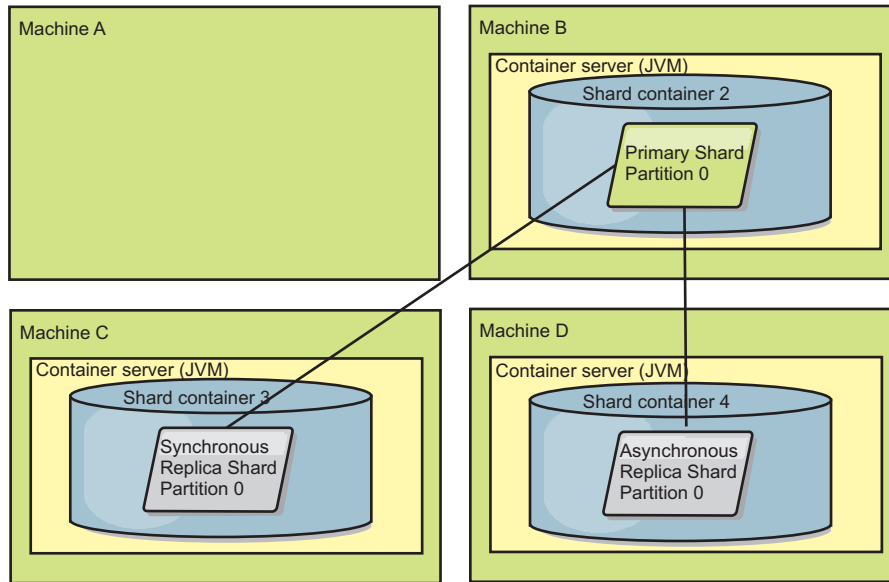 Machine A
Machine B
Container server (JVM)
Shard container 2
Primary Shard
Partition 0
Machine C
Container server (JVM)
Shard container 3
Synchronous
Replica Shard
Partition 0
Machine D
Container server (JVM)
Shard container 4
Asynchronous
Replica Shard
Partition 0